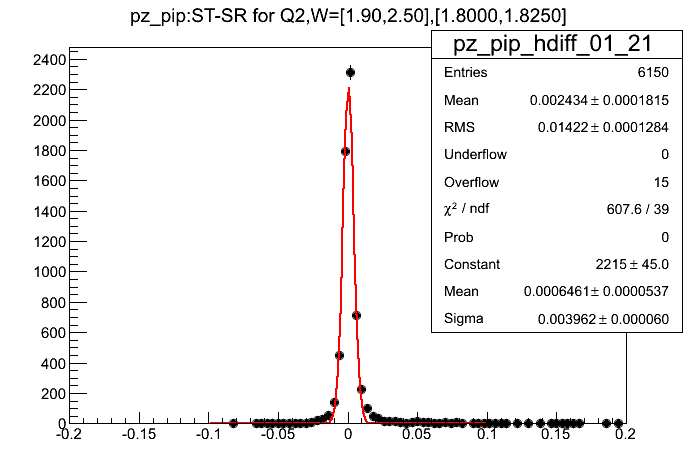 pz_pip:ST-SR for Q2,W=[1.90,2.50],[1.8000,1.8250]
pz_pip_hdiff_01_21
Entries 6150
Mean 0.002434 ± 0.0001815
RMS 0.01422 ± 0.0001284
Underflow 0
Overflow 15
χ² / ndf 607.6 / 39
Prob 0
Constant 2215 ± 45.0
Mean 0.0006461 ± 0.0000537
Sigma 0.003962 ± 0.000060
2400
2200
2000
1800
1600
1400
1200
1000
800
600
400
200
0
-0.2 -0.15 -0.1 -0.05 0 0.05 0.1 0.15 0.2